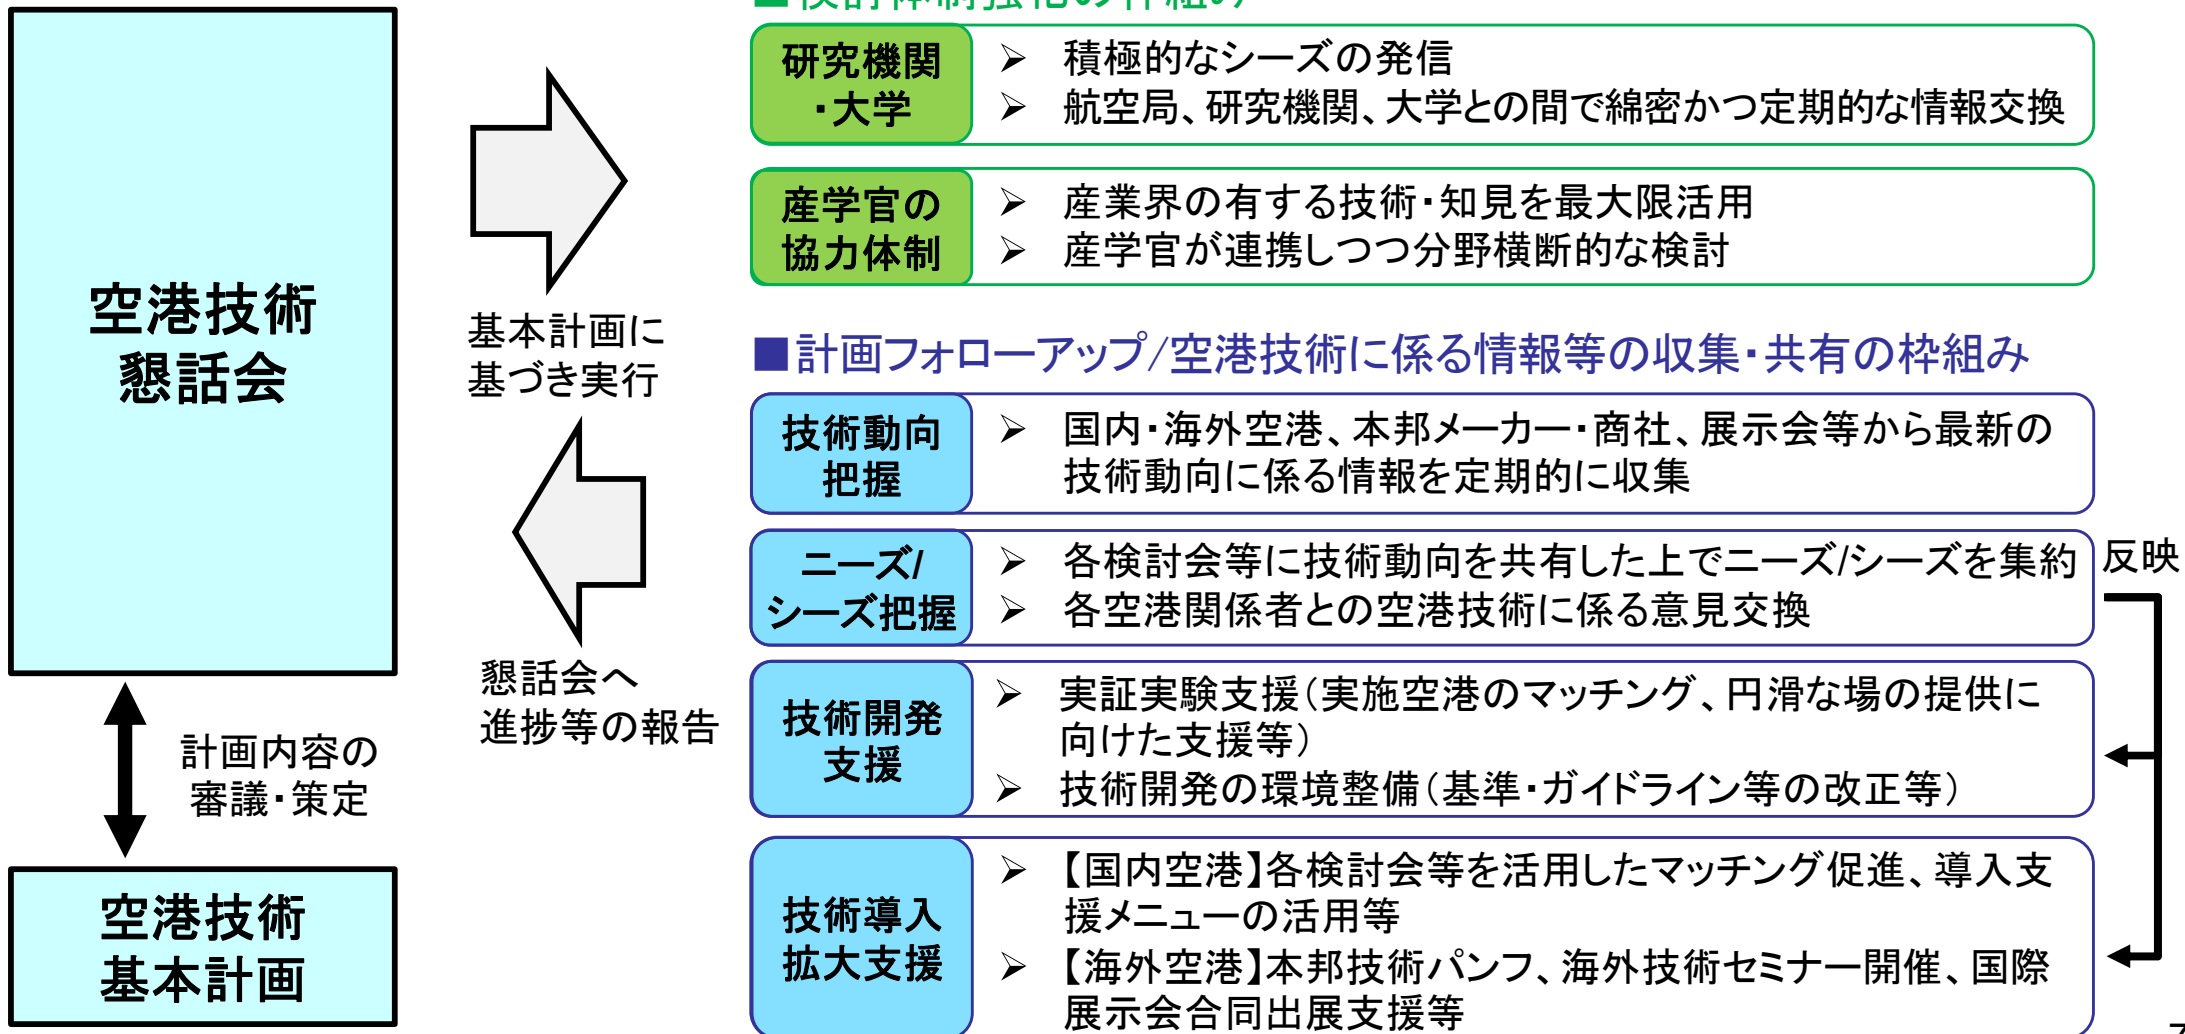 空港技術
懇話会
計画内容の
審議・策定
空港技術
基本計画
基本計画に
基づき実行
懇話会へ
進捗等の報告
研究機関
・大学
➢ 積極的なシーズの発信
➢ 航空局、研究機関、大学との間で綿密かつ定期的な情報交換
産学官の
協力体制
➢ 産業界の有する技術・知見を最大限活用
➢ 産学官が連携しつつ分野横断的な検討
■計画フォローアップ/空港技術に係る情報等の収集・共有の枠組み
技術動向
把握
➢ 国内・海外空港、本邦メーカー・商社、展示会等から最新の
技術動向に係る情報を定期的に収集
ニーズ/
シーズ把握
➢ 各検討会等に技術動向を共有した上でニーズ/シーズを集約
➢ 各空港関係者との空港技術に係る意見交換
反映
技術開発
支援
➢ 実証実験支援（実施空港のマッチング、円滑な場の提供に
向けた支援等）
➢ 技術開発の環境整備（基準・ガイドライン等の改正等）
技術導入
拡大支援
➢ 【国内空港】各検討会等を活用したマッチング促進、導入支
援メニューの活用等
➢ 【海外空港】本邦技術パンフ、海外技術セミナー開催、国際
展示会合同出展支援等